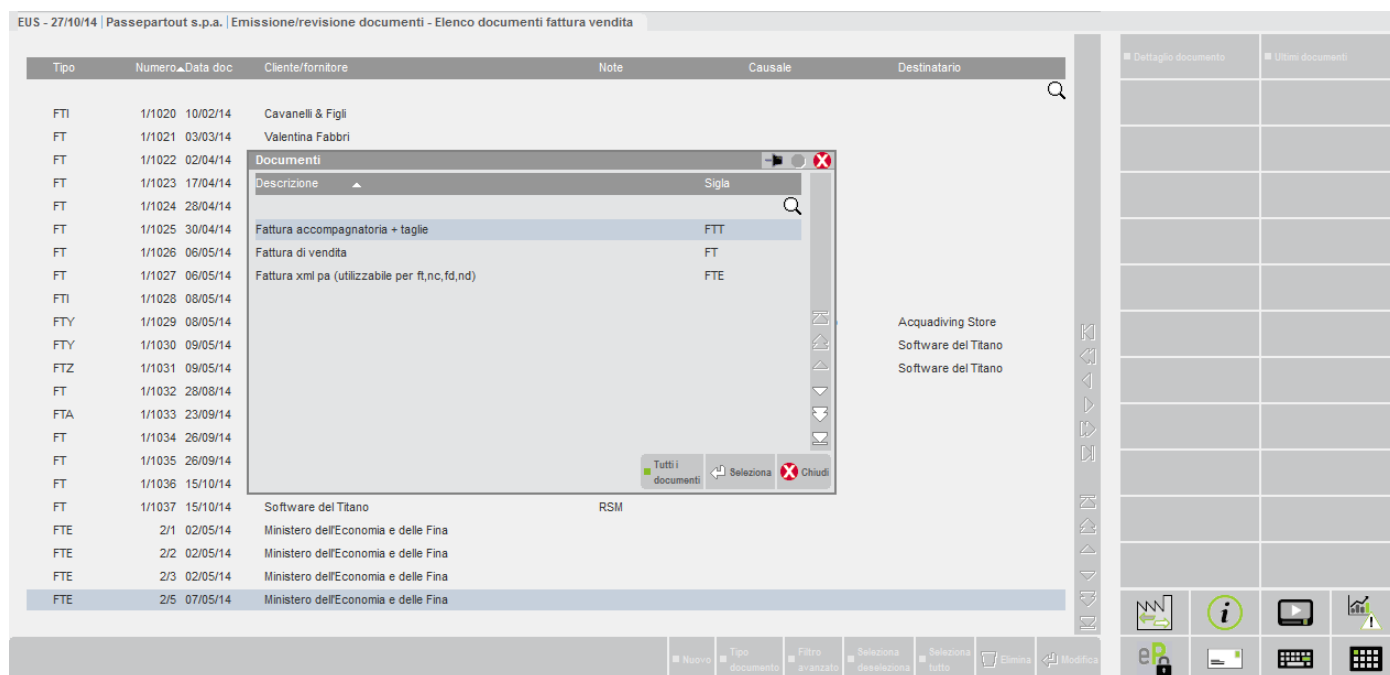 EUS - 27/10/14 | Passepartout s.p.a. | Emissione/revisione documenti - Elenco documenti fattura vendita
Dettaglio documento Ultimi documenti
Tipo Numero Data doc Cliente/fornitore Note Causale Destinatario
FTI 1/1020 10/02/14 Cavanelli & Figli
FT 1/1021 03/03/14 Valentina Fabbri
FT 1/1022 02/04/14
FT 1/1023 17/04/14
FT 1/1024 28/04/14
FT 1/1025 30/04/14
FT 1/1026 06/05/14
FT 1/1027 06/05/14
FTI 1/1028 08/05/14
FTY 1/1029 08/05/14 Acquadiving Store
FTY 1/1030 09/05/14 Software del Titano
FTZ 1/1031 09/05/14 Software del Titano
FT 1/1032 28/08/14
FTA 1/1033 23/09/14
FT 1/1034 26/09/14
FT 1/1035 26/09/14
FT 1/1036 15/10/14
FT 1/1037 15/10/14 Software del Titano RSM
FTE 2/1 02/05/14 Ministero dell'Economia e delle Fina
FTE 2/2 02/05/14 Ministero dell'Economia e delle Fina
FTE 2/3 02/05/14 Ministero dell'Economia e delle Fina
FTE 2/5 07/05/14 Ministero dell'Economia e delle Fina
Documenti
Descrizione Sigla
Fattura accompagnatoria + taglie FTT
Fattura di vendita FT
Fattura xml pa (utilizzabile per ft,nc,fd,nd) FTE
Tutti i
documenti
Seleziona
Chiudi
Nuovo
Tipo
documento
Filtro
avanzato
Seleziona
deseleziona
Seleziona
tutto
Elimina
Modifica
i
eP